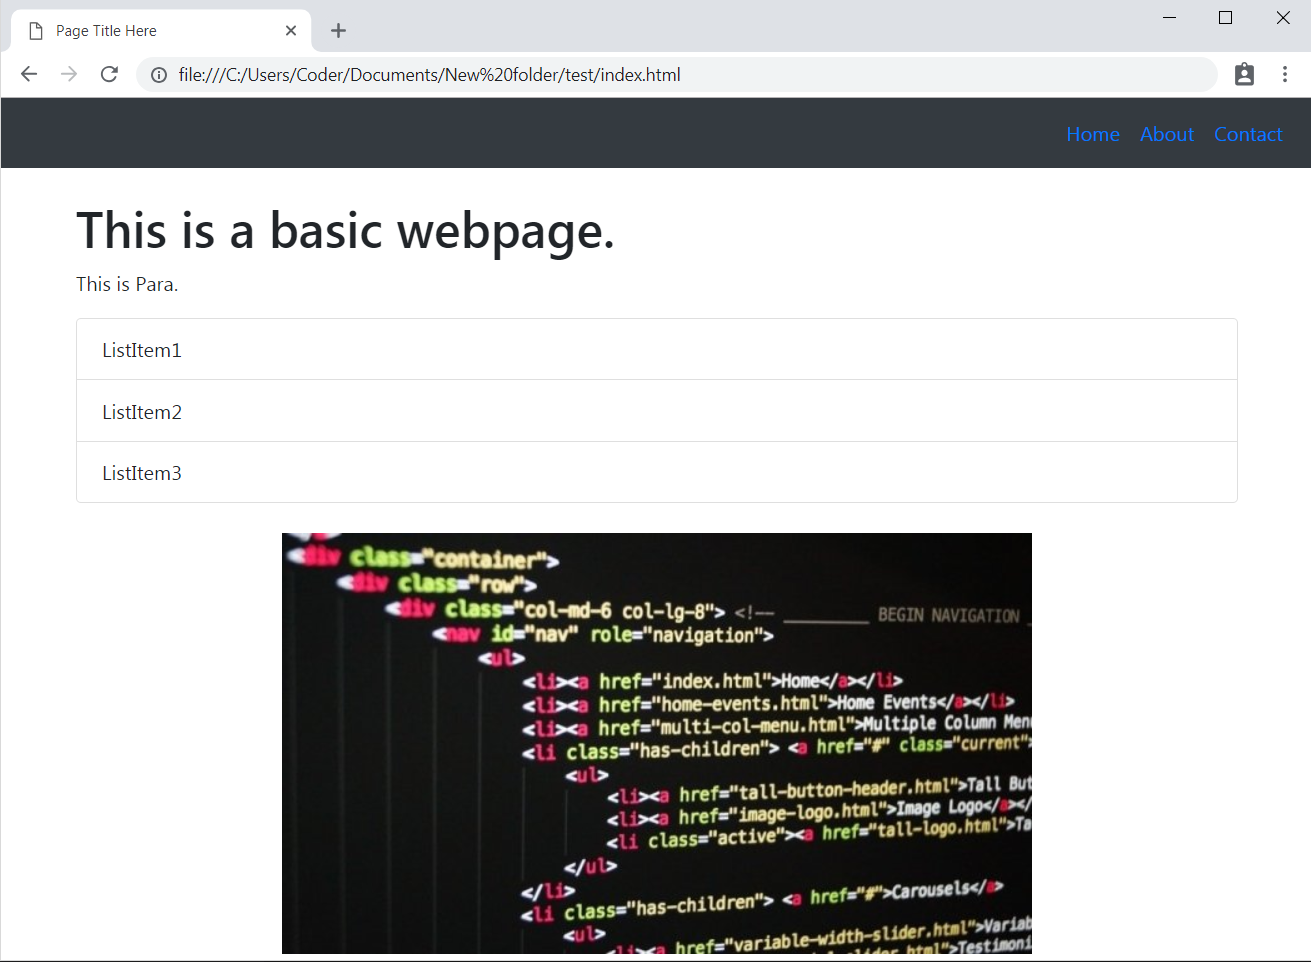 Page Title Here
file:///C:/Users/Coder/Documents/New%20folder/test/index.html
Home About Contact
This is a basic webpage.
This is Para.
ListItem1
ListItem2
ListItem3
<div class="container">
<div class="row">
<div class="col-md-6 col-lg-8"> <!-- __________ BEGIN NAVIGATION _
<nav id="nav" role="navigation">
<ul>
<li><a href="index.html">Home</a></li>
<li><a href="home-events.html">Home Events</a></li>
<li><a href="multi-col-menu.html">Multiple Column Men
<li class="has-children"> <a href="#" class="current">
<ul>
<li><a href="tall-button-header.html">Tall But
<li><a href="image-logo.html">Image Logo</a></
<li class="active"><a href="tall-logo.html">Ta
</ul>
</li>
<li class="has-children"> <a href="#">Carousels</a>
<ul>
<li><a href="variable-width-slider.html">Variab
slider.html">Testimoni